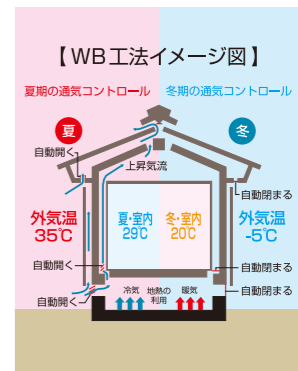 【WB工法イメージ図】
夏期の通気コントロール
冬期の通気コントロール
夏
冬
自動開く
上昇気流
自動閉まる
外気温
35℃
夏・室内
29℃
冬・室内
20℃
外気温
-5℃
自動開く
自動閉まる
自動開く
冷気
地熱の
利用
暖気
自動閉まる